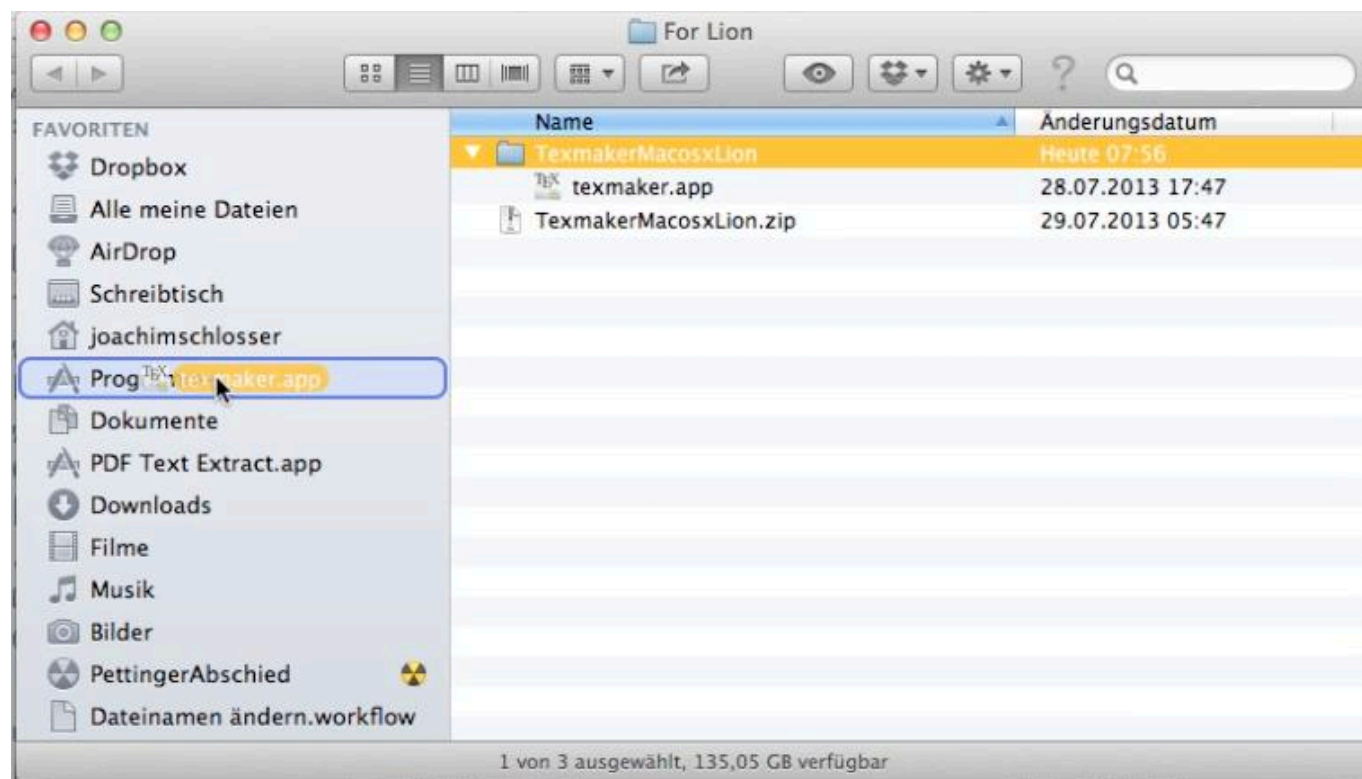 For Lion
FAVORITEN
Dropbox
Alle meine Dateien
AirDrop
Schreibtisch
joachimschlosser
Prog texmaker.app
Dokumente
PDF Text Extract.app
Downloads
Filme
Musik
Bilder
PettingerAbschied
Dateinamen ändern.workflow
Name Änderungsdatum
TexmakerMacosxLion Heute 07:56
texmaker.app 28.07.2013 17:47
TexmakerMacosxLion.zip 29.07.2013 05:47
1 von 3 ausgewählt, 135,05 GB verfügbar